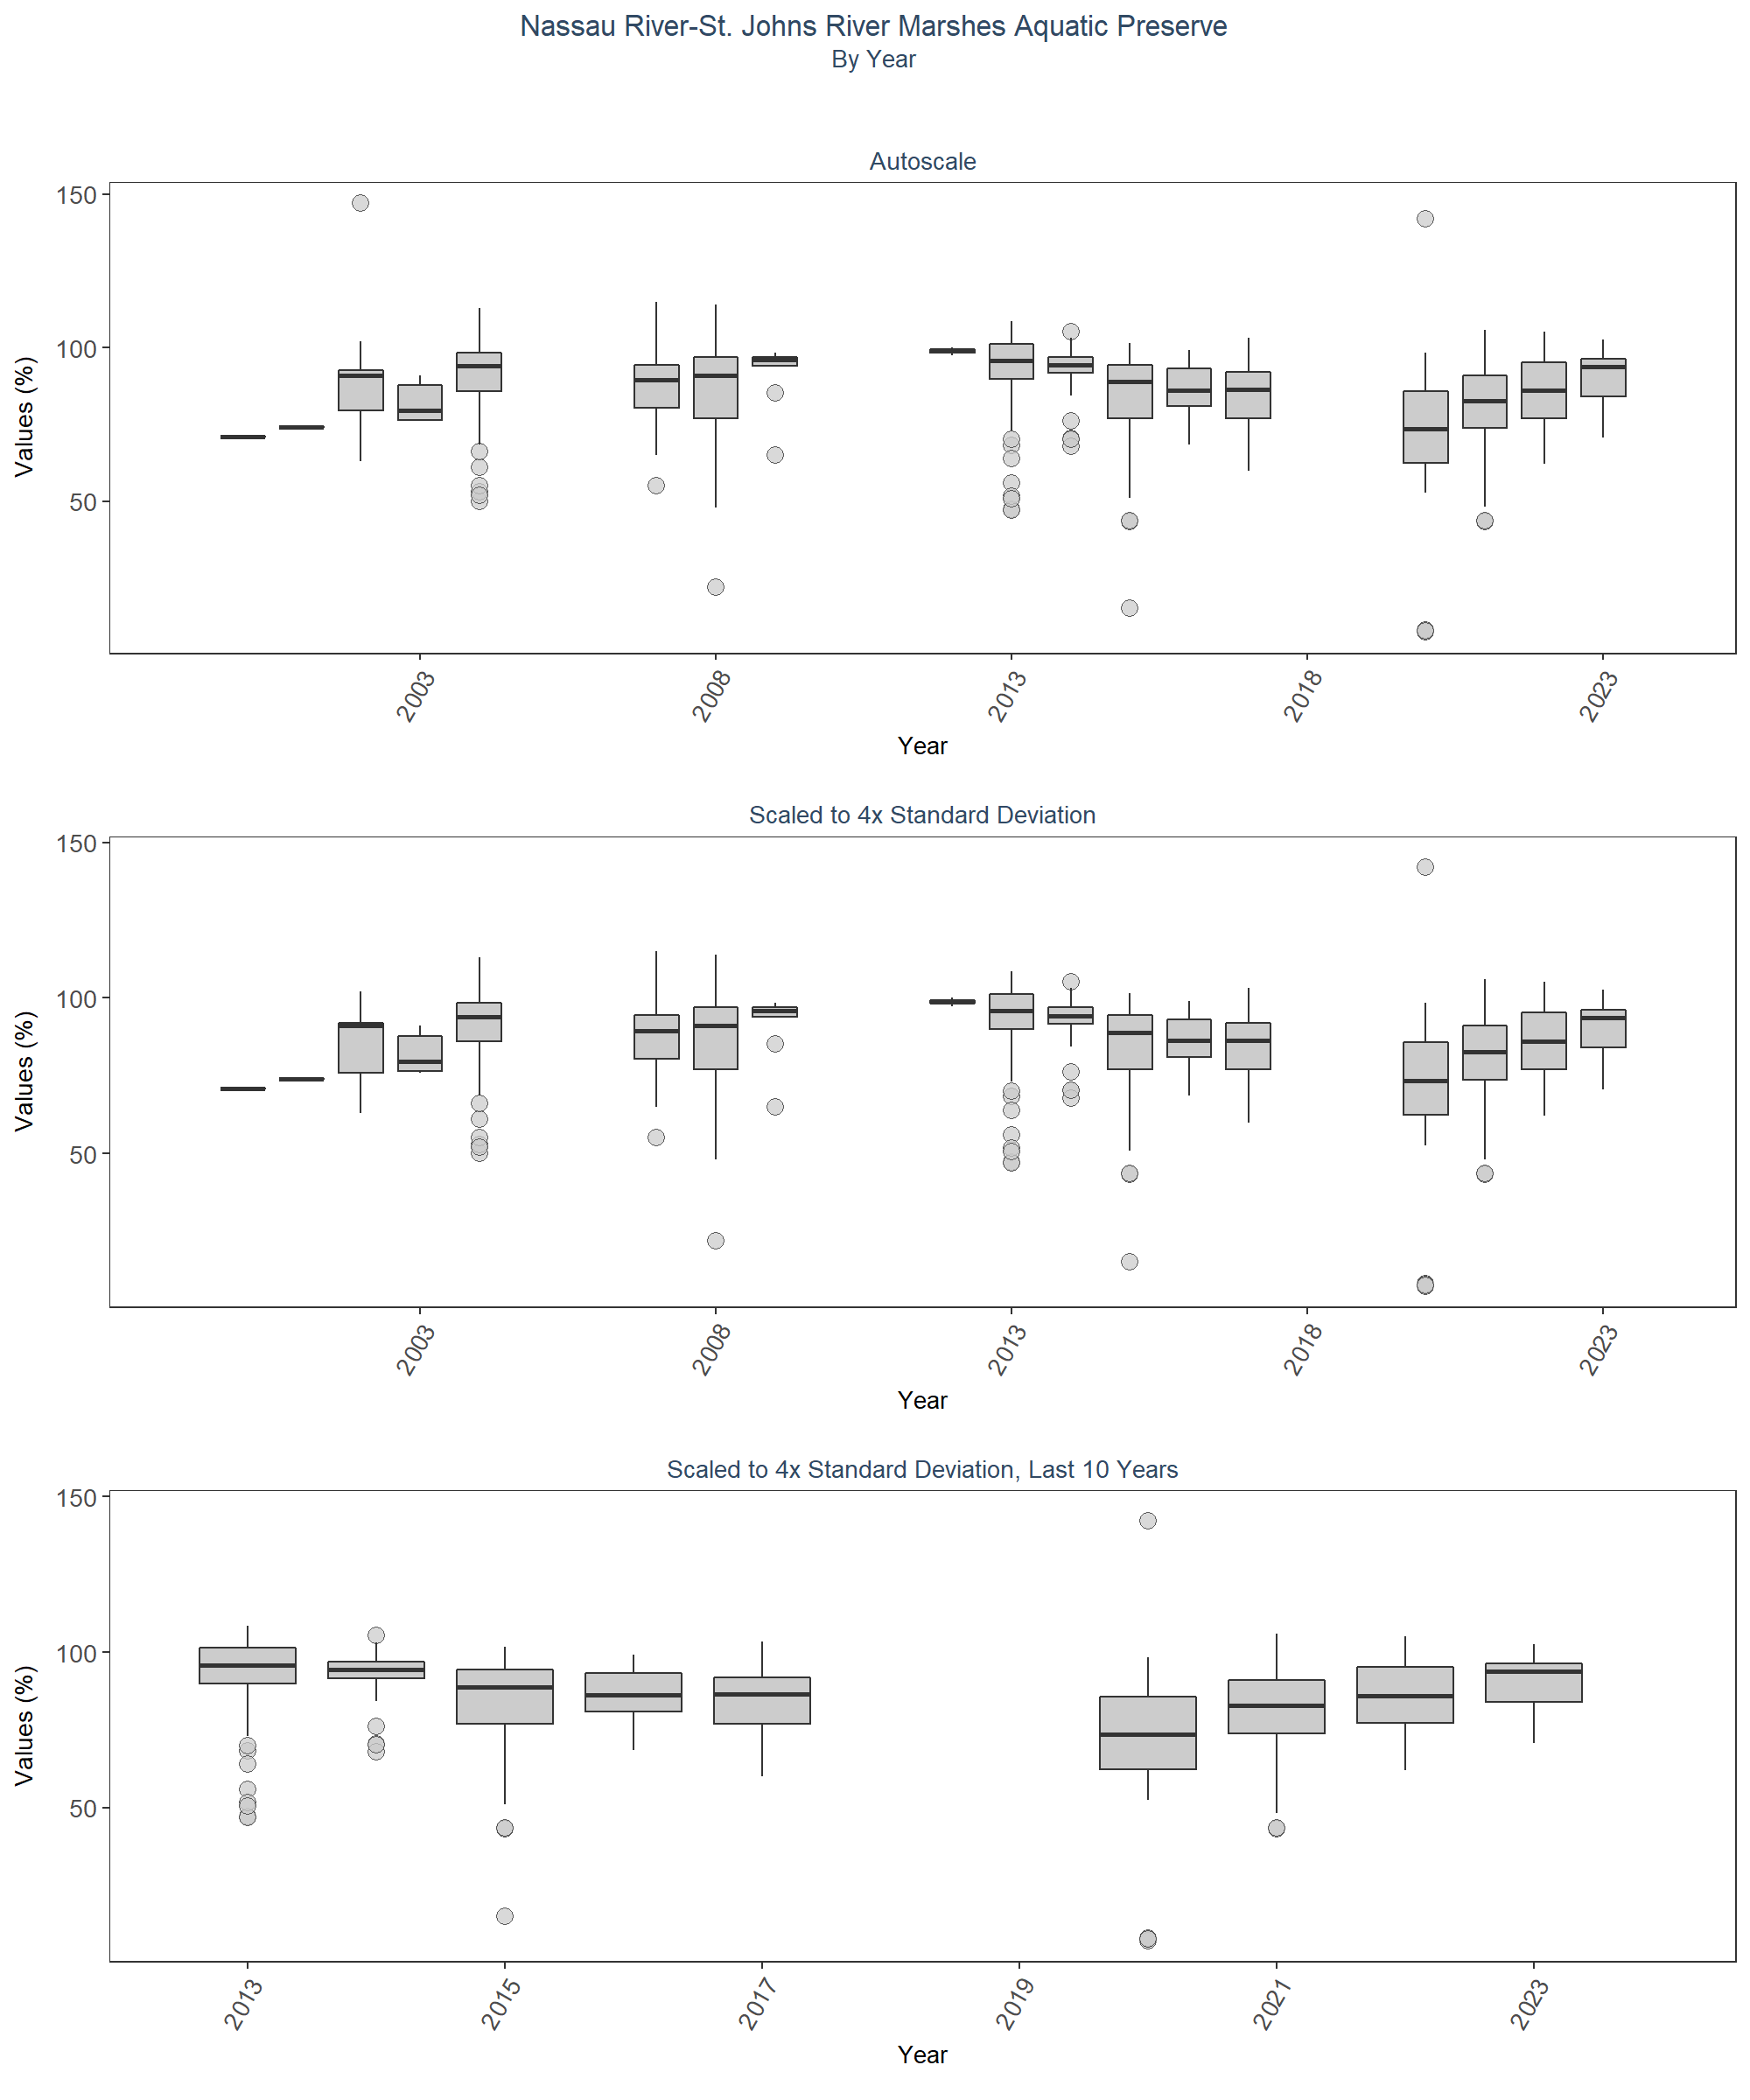 Nassau River-St. Johns River Marshes Aquatic Preserve
By Year
Autoscale
150
100
50
Values (%)
2003 2008 2013 2018 2023
Year
Scaled to 4x Standard Deviation
150
100
50
Values (%)
2003 2008 2013 2018 2023
Year
Scaled to 4x Standard Deviation, Last 10 Years
150
100
50
Values (%)
2013 2015 2017 2019 2021 2023
Year